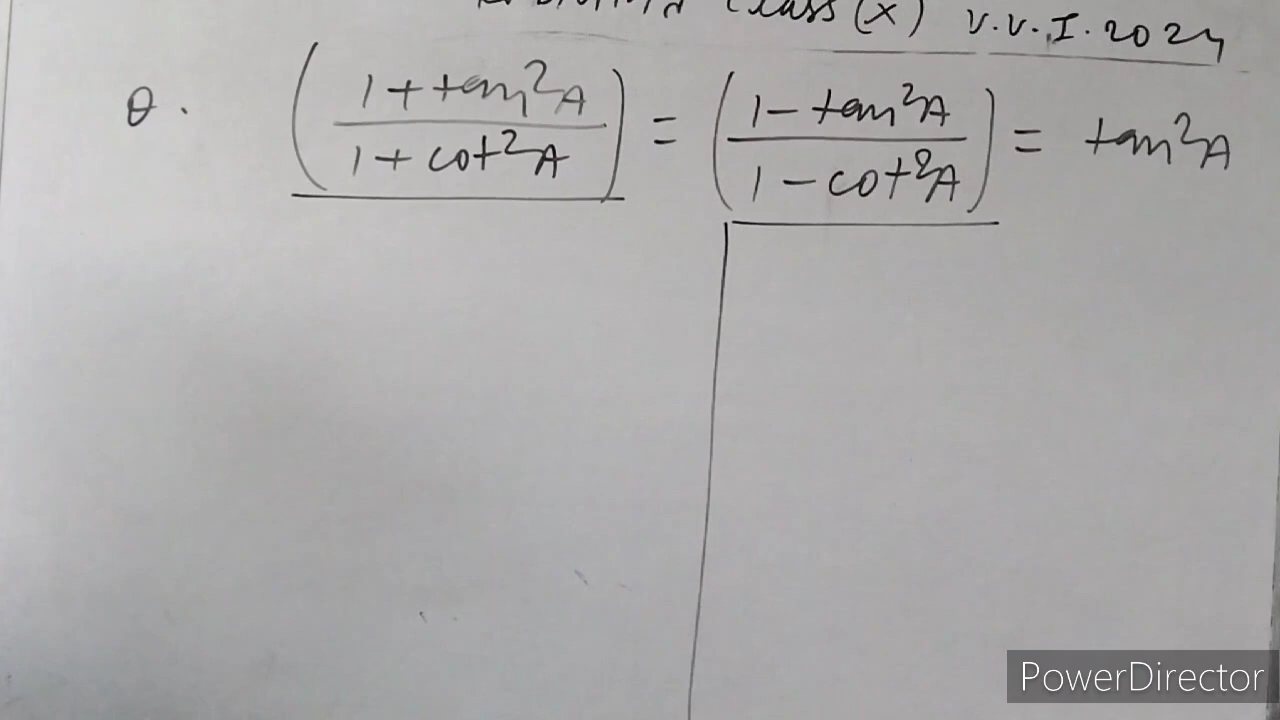 Class (X) V.V.I. 2024
θ. (1 + tan²A / 1 + cot²A) = (1 - tan²A / 1 - cot²A) = tan²A
PowerDirector